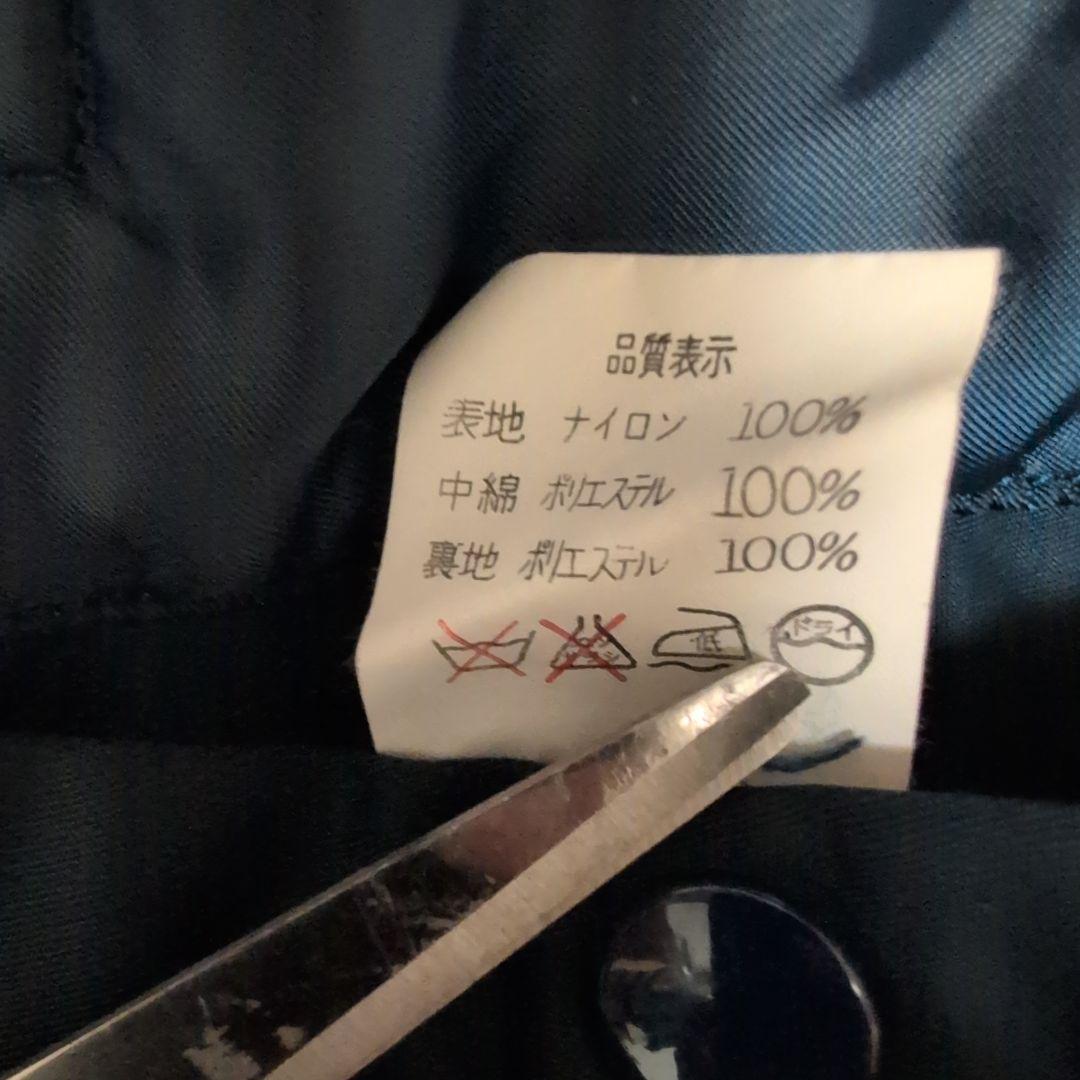 品質表示
表地 ナイロン 100%
中綿 ポリエステル 100%
裏地 ポリエステル 100%
低 ドライ